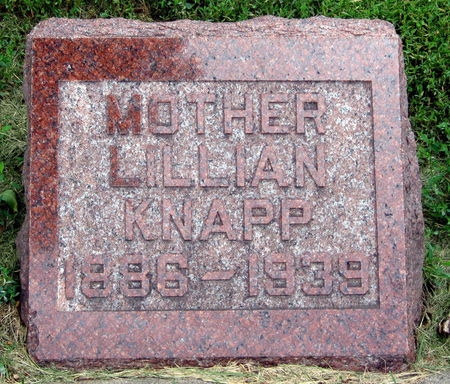 MOTHER
LILLIAN
KNAPP
1886-1939